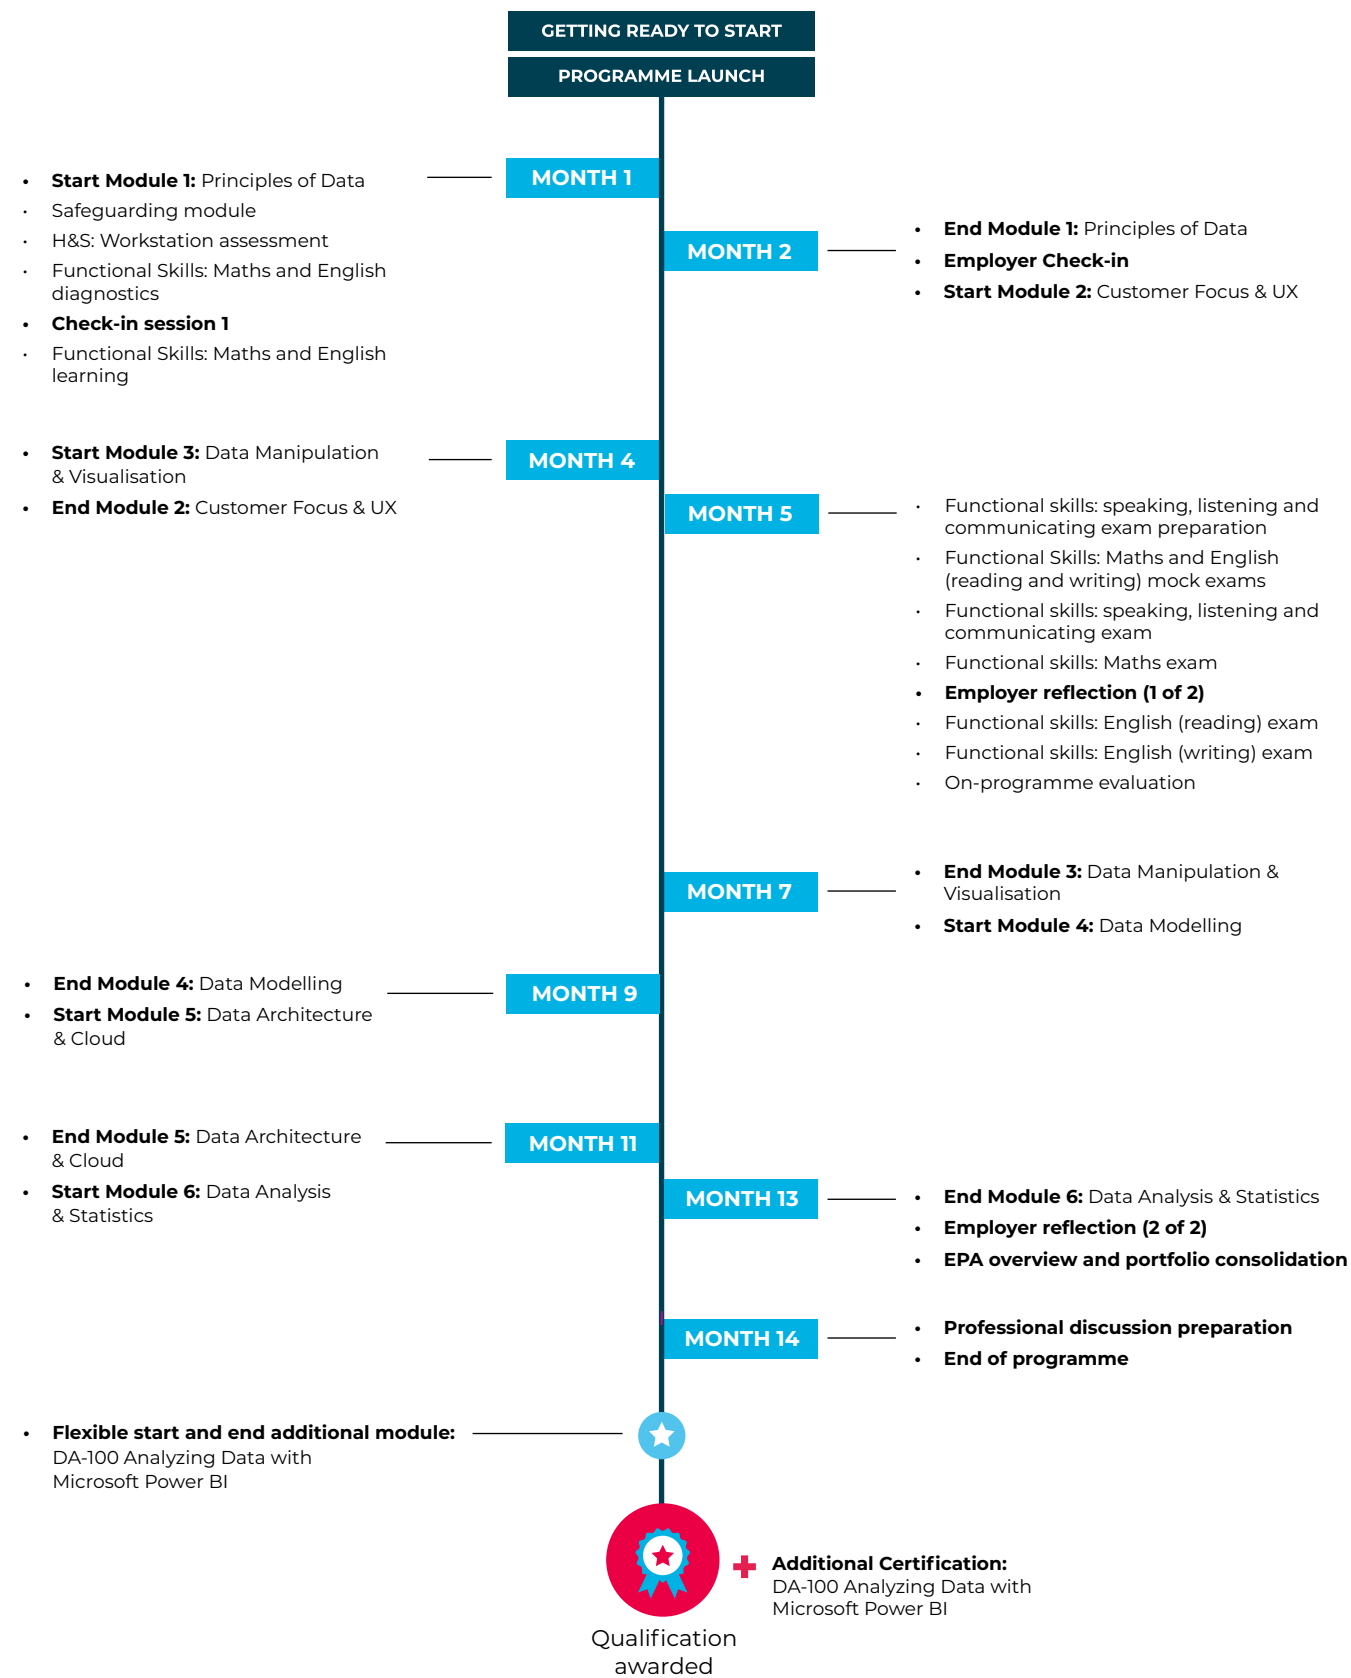 GETTING READY TO START
PROGRAMME LAUNCH
MONTH 1
• Start Module 1: Principles of Data
· Safeguarding module
· H&S: Workstation assessment
· Functional Skills: Maths and English
diagnostics
• Check-in session 1
· Functional Skills: Maths and English
learning
MONTH 2
• End Module 1: Principles of Data
• Employer Check-in
• Start Module 2: Customer Focus & UX
MONTH 4
• Start Module 3: Data Manipulation
& Visualisation
• End Module 2: Customer Focus & UX
MONTH 5
· Functional skills: speaking, listening and
communicating exam preparation
· Functional Skills: Maths and English
(reading and writing) mock exams
· Functional skills: speaking, listening and
communicating exam
· Functional skills: Maths exam
• Employer reflection (1 of 2)
· Functional skills: English (reading) exam
· Functional skills: English (writing) exam
· On-programme evaluation
MONTH 7
• End Module 3: Data Manipulation &
Visualisation
• Start Module 4: Data Modelling
MONTH 9
• End Module 4: Data Modelling
• Start Module 5: Data Architecture
& Cloud
MONTH 11
• End Module 5: Data Architecture
& Cloud
• Start Module 6: Data Analysis
& Statistics
MONTH 13
• End Module 6: Data Analysis & Statistics
• Employer reflection (2 of 2)
• EPA overview and portfolio consolidation
MONTH 14
• Professional discussion preparation
• End of programme
• Flexible start and end additional module:
DA-100 Analyzing Data with
Microsoft Power BI
Additional Certification:
DA-100 Analyzing Data with
Microsoft Power BI
Qualification
awarded